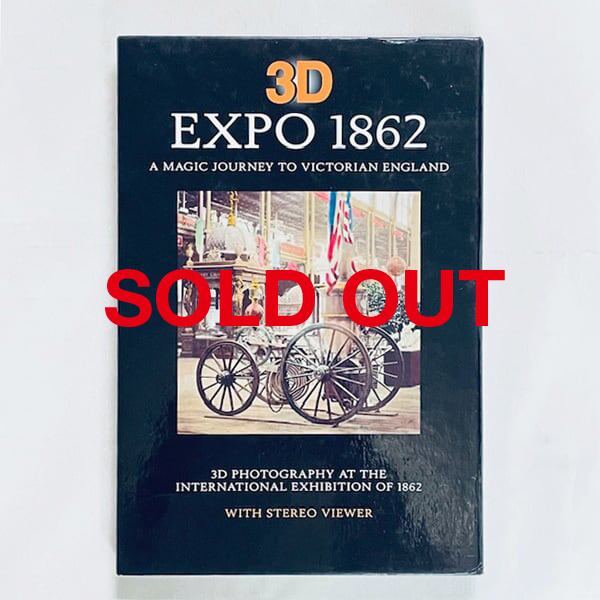 3D
EXPO 1862
A MAGIC JOURNEY TO VICTORIAN ENGLAND
SOLD OUT
3D PHOTOGRAPHY AT THE
INTERNATIONAL EXHIBITION OF 1862
WITH STEREO VIEWER